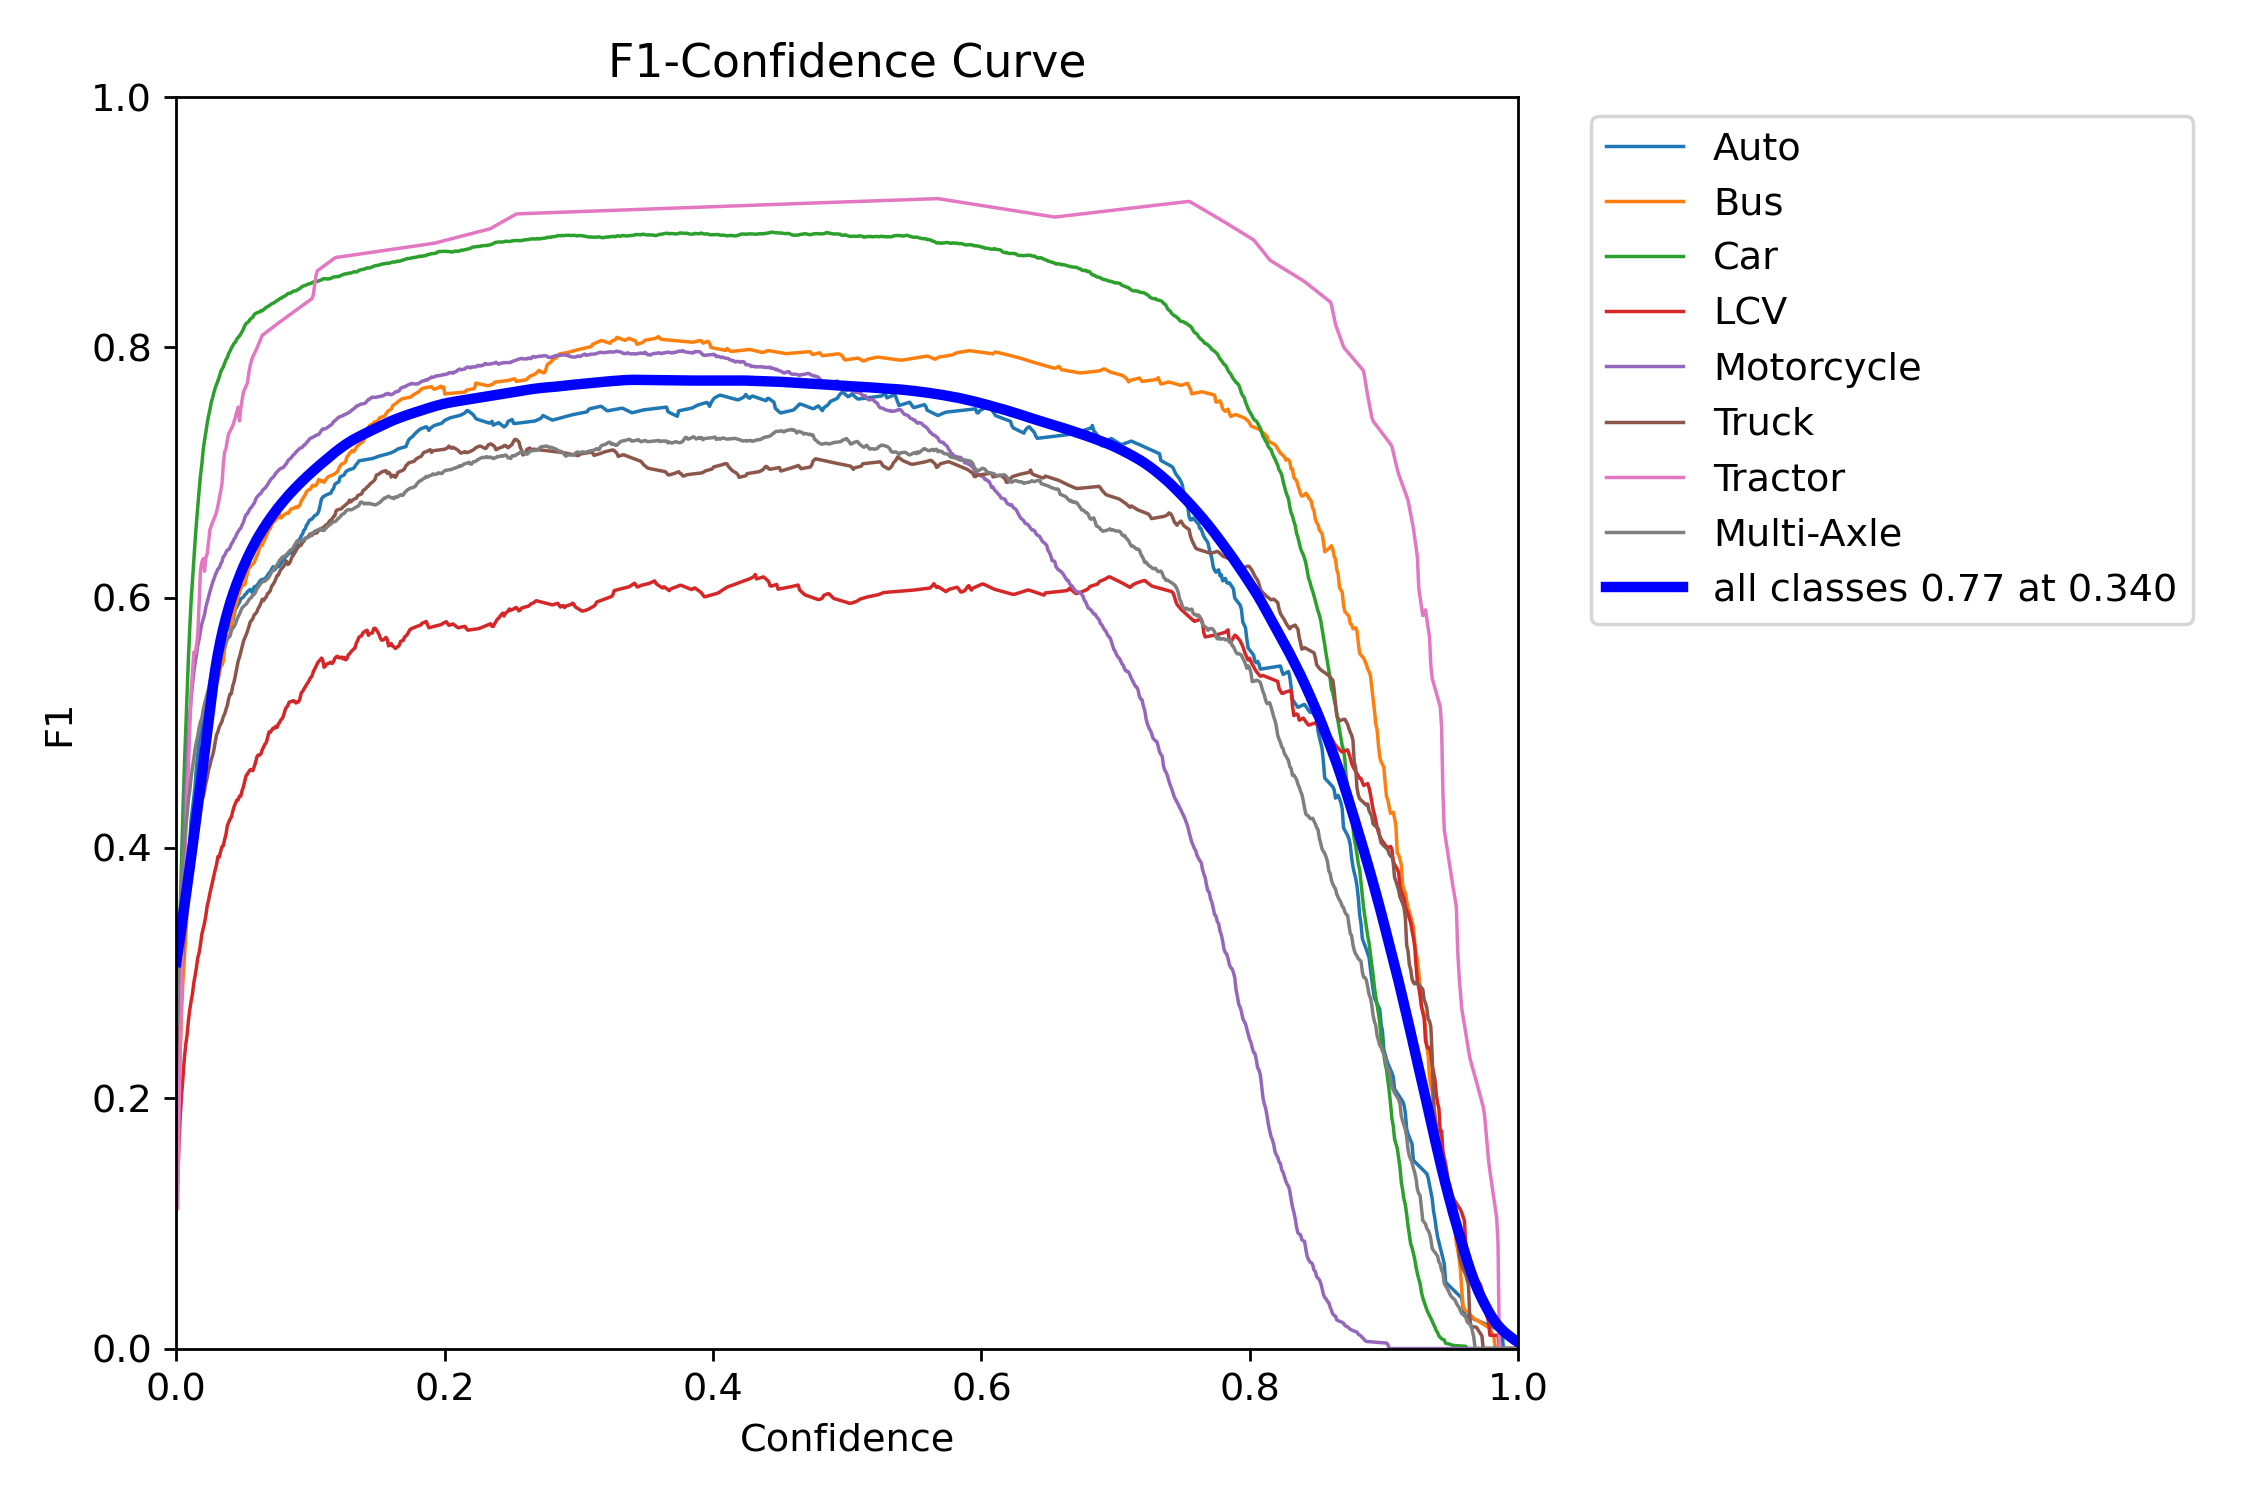 F1-Confidence Curve
1.0
0.8
0.6
0.4
0.2
0.0
F1
0.0 0.2 0.4 0.6 0.8 1.0
Confidence
Auto
Bus
Car
LCV
Motorcycle
Truck
Tractor
Multi-Axle
all classes 0.77 at 0.340